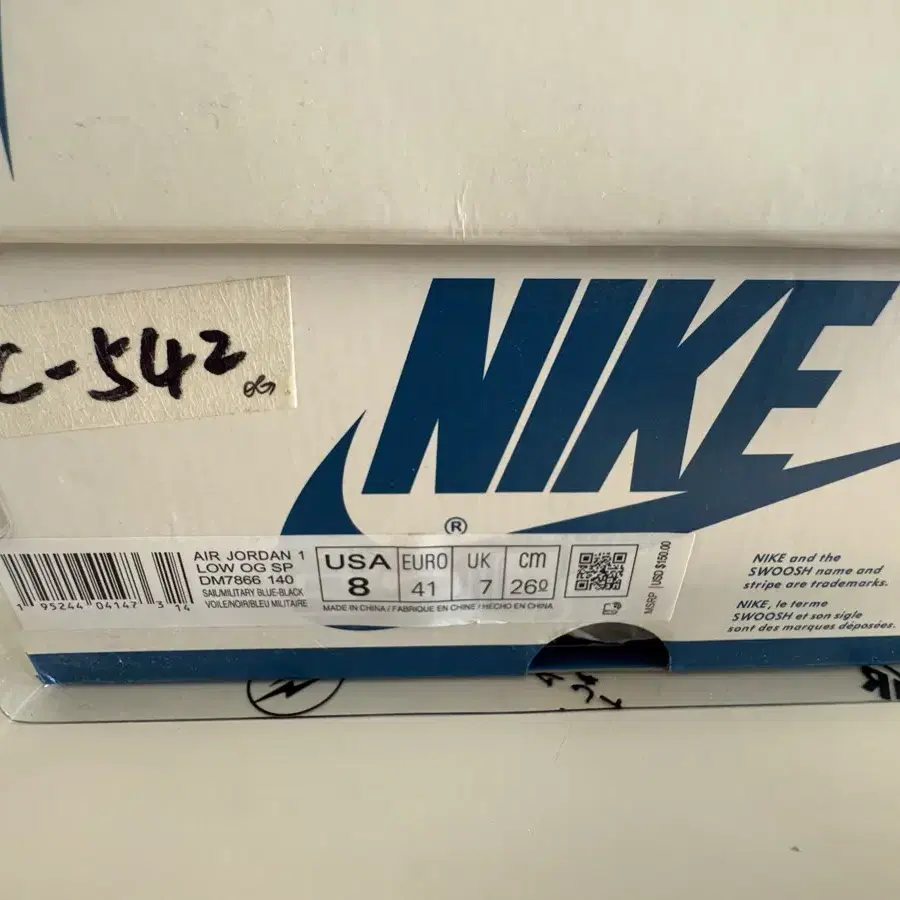 C-542
NIKE
®
AIR JORDAN 1
LOW OG SP
DM7866 140
SAIL/MILITARY BLUE-BLACK
VOILE/NOIR/BLEU MILITAIRE
1 95244 04147 3 14
USA
8
EURO
41
UK
7
cm
26º
MADE IN CHINA / FABRIQUE EN CHINE / HECHO EN CHINA
MSRP USD $150.00
NIKE and the
SWOOSH name and
stripe are trademarks.
NIKE, le terme
SWOOSH et son sigle
sont des marques déposées.